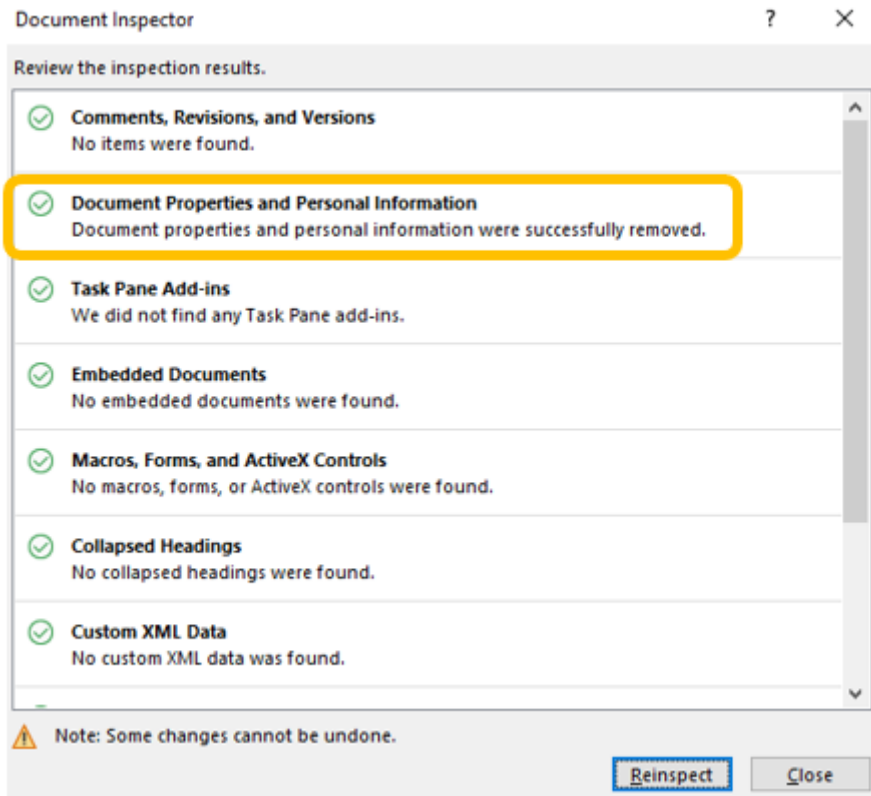 Document Inspector
?
Review the inspection results.
Comments, Revisions, and Versions
No items were found.
Document Properties and Personal Information
Document properties and personal information were successfully removed.
Task Pane Add-ins
We did not find any Task Pane add-ins.
Embedded Documents
No embedded documents were found.
Macros, Forms, and ActiveX Controls
No macros, forms, or ActiveX controls were found.
Collapsed Headings
No collapsed headings were found.
Custom XML Data
No custom XML data was found.
Note: Some changes cannot be undone.
Reinspect
Close